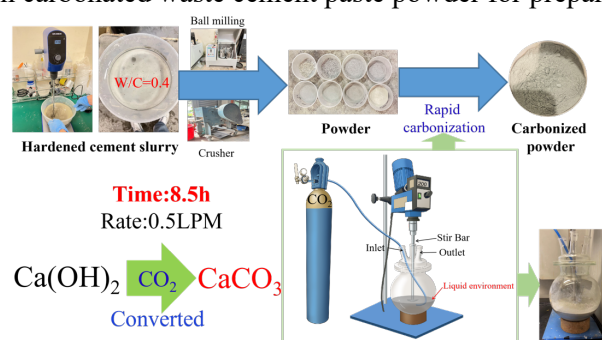 carbonated waste cement paste powder for
Ball milling
W/C=0.4
Hardened cement slurry
Crusher
Powder
Rapid
carbonization
Carbonized
powder
Time:8.5h
Rate:0.5LPM
Ca(OH)₂ CO₂ CaCO₃
Converted
CO₂
Inlet
Stir Bar
Outlet
Liquid environment